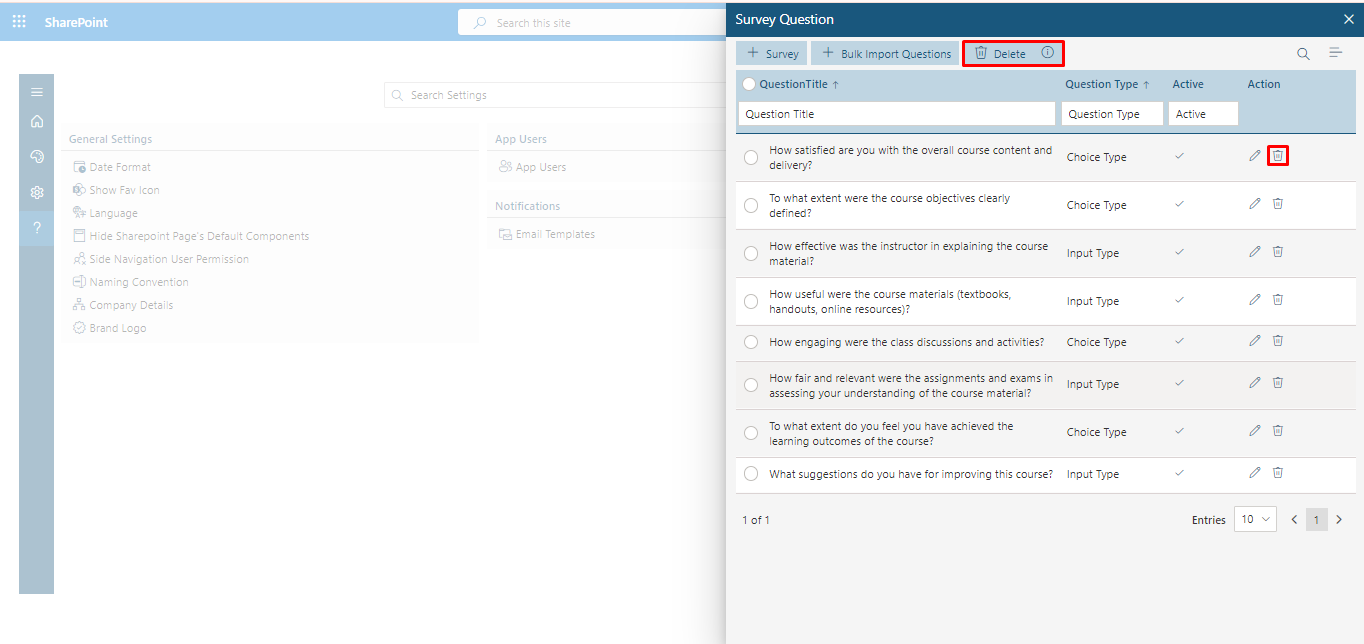 SharePoint
Search this site
Search Settings
General Settings
Date Format
Show Fav Icon
Language
Hide Sharepoint Page's Default Components
Side Navigation User Permission
Naming Convention
Company Details
Brand Logo
App Users
App Users
Notifications
Email Templates
Survey Question
Survey
Bulk Import Questions
Delete
QuestionTitle ↑
Question Type ↑
Active
Action
Question Title
Question Type
Active
How satisfied are you with the overall course content and
delivery?
Choice Type
To what extent were the course objectives clearly
defined?
Choice Type
How effective was the instructor in explaining the course
material?
Input Type
How useful were the course materials (textbooks,
handouts, online resources)?
Input Type
How engaging were the class discussions and activities?
Choice Type
How fair and relevant were the assignments and exams in
assessing your understanding of the course material?
Input Type
To what extent do you feel you have achieved the
learning outcomes of the course?
Choice Type
What suggestions do you have for improving this course?
Input Type
1 of 1
Entries
10
1